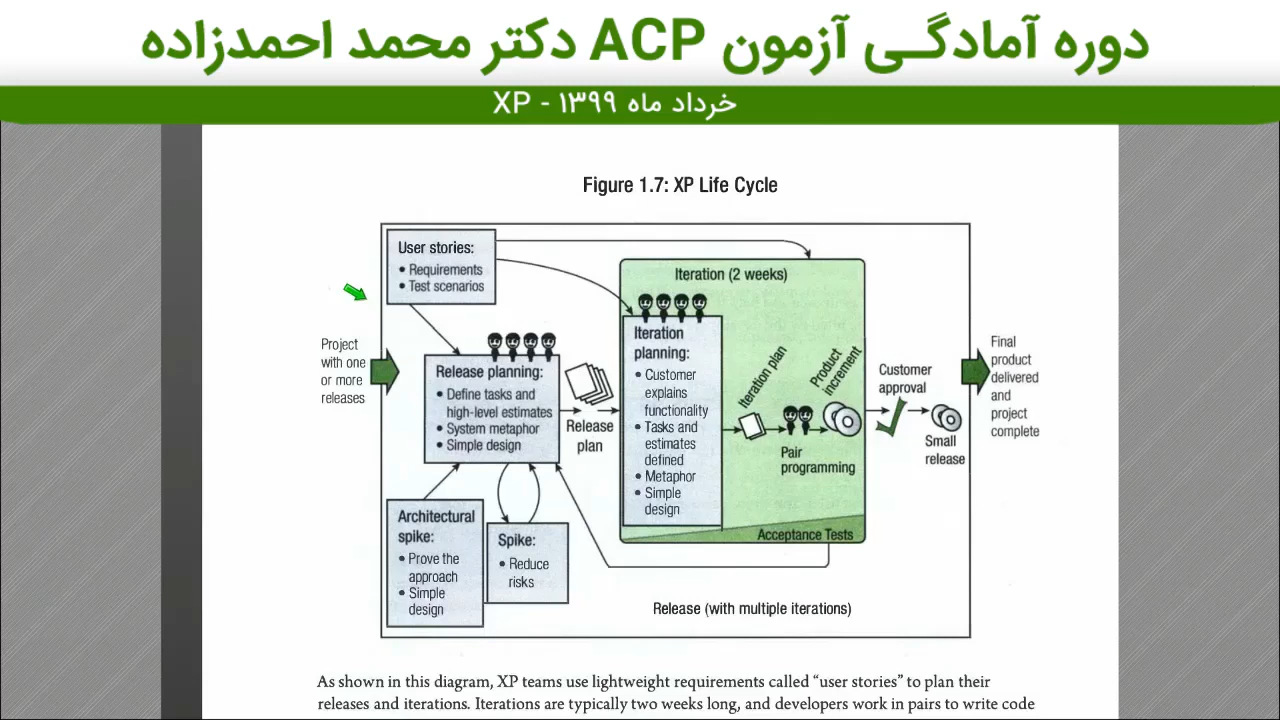 دوره آمادگـی آزمون ACP دکتر محمد احمدزاده
خرداد ماه ۱۳۹۹ - XP
Figure 1.7: XP Life Cycle
User stories:
• Requirements
• Test scenarios
Project
with one
or more
releases
Release planning:
• Define tasks and
high-level estimates
• System metaphor
• Simple design
Release
plan
Architectural
spike:
• Prove the
approach
• Simple
design
Spike:
• Reduce
risks
Iteration (2 weeks)
Iteration
planning:
• Customer
explains
functionality
• Tasks and
estimates
defined
• Metaphor
• Simple
design
Iteration plan
Pair
programming
Product
increment
Acceptance Tests
Customer
approval
Small
release
Final
product
delivered
and
project
complete
Release (with multiple iterations)
As shown in this diagram, XP teams use lightweight requirements called “user stories” to plan their
releases and iterations. Iterations are typically two weeks long, and developers work in pairs to write code